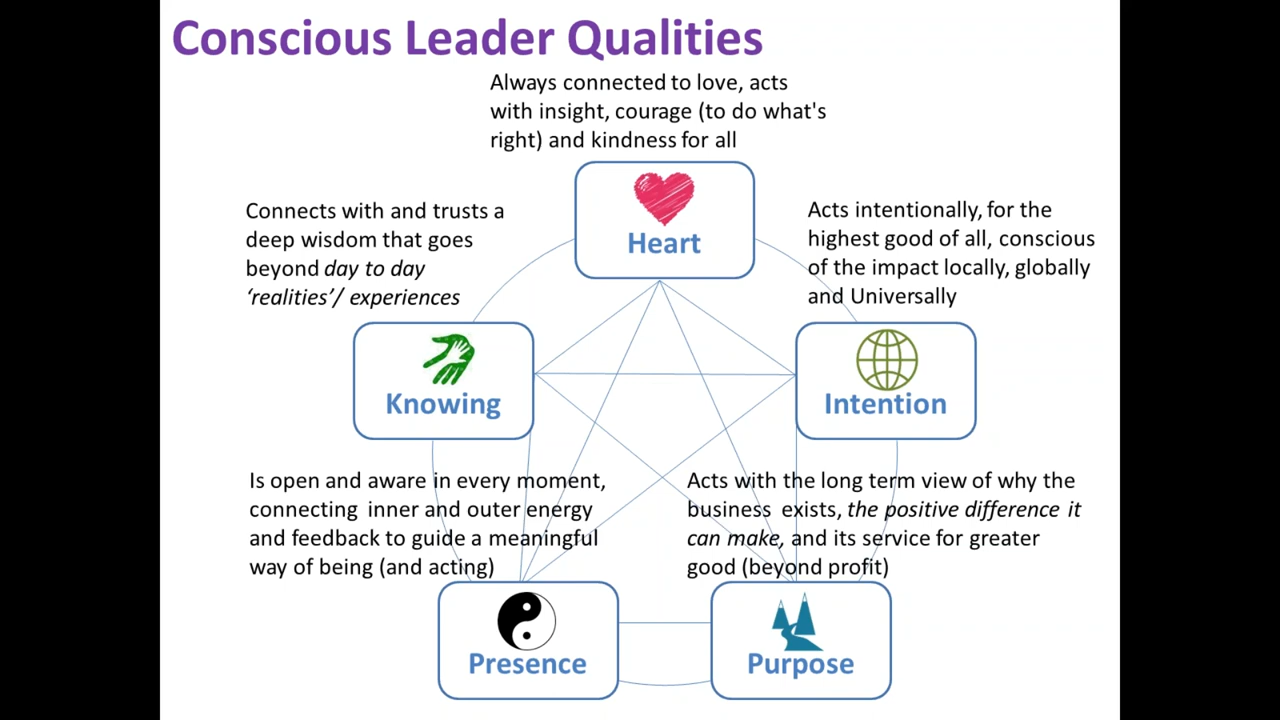 Conscious Leader Qualities
Always connected to love, acts
with insight, courage (to do what's
right) and kindness for all
Heart
Connects with and trusts a
deep wisdom that goes
beyond day to day
‘realities’/ experiences
Knowing
Acts intentionally, for the
highest good of all, conscious
of the impact locally, globally
and Universally
Intention
Is open and aware in every moment,
connecting inner and outer energy
and feedback to guide a meaningful
way of being (and acting)
Presence
Acts with the long term view of why the
business exists, the positive difference it
can make, and its service for greater
good (beyond profit)
Purpose